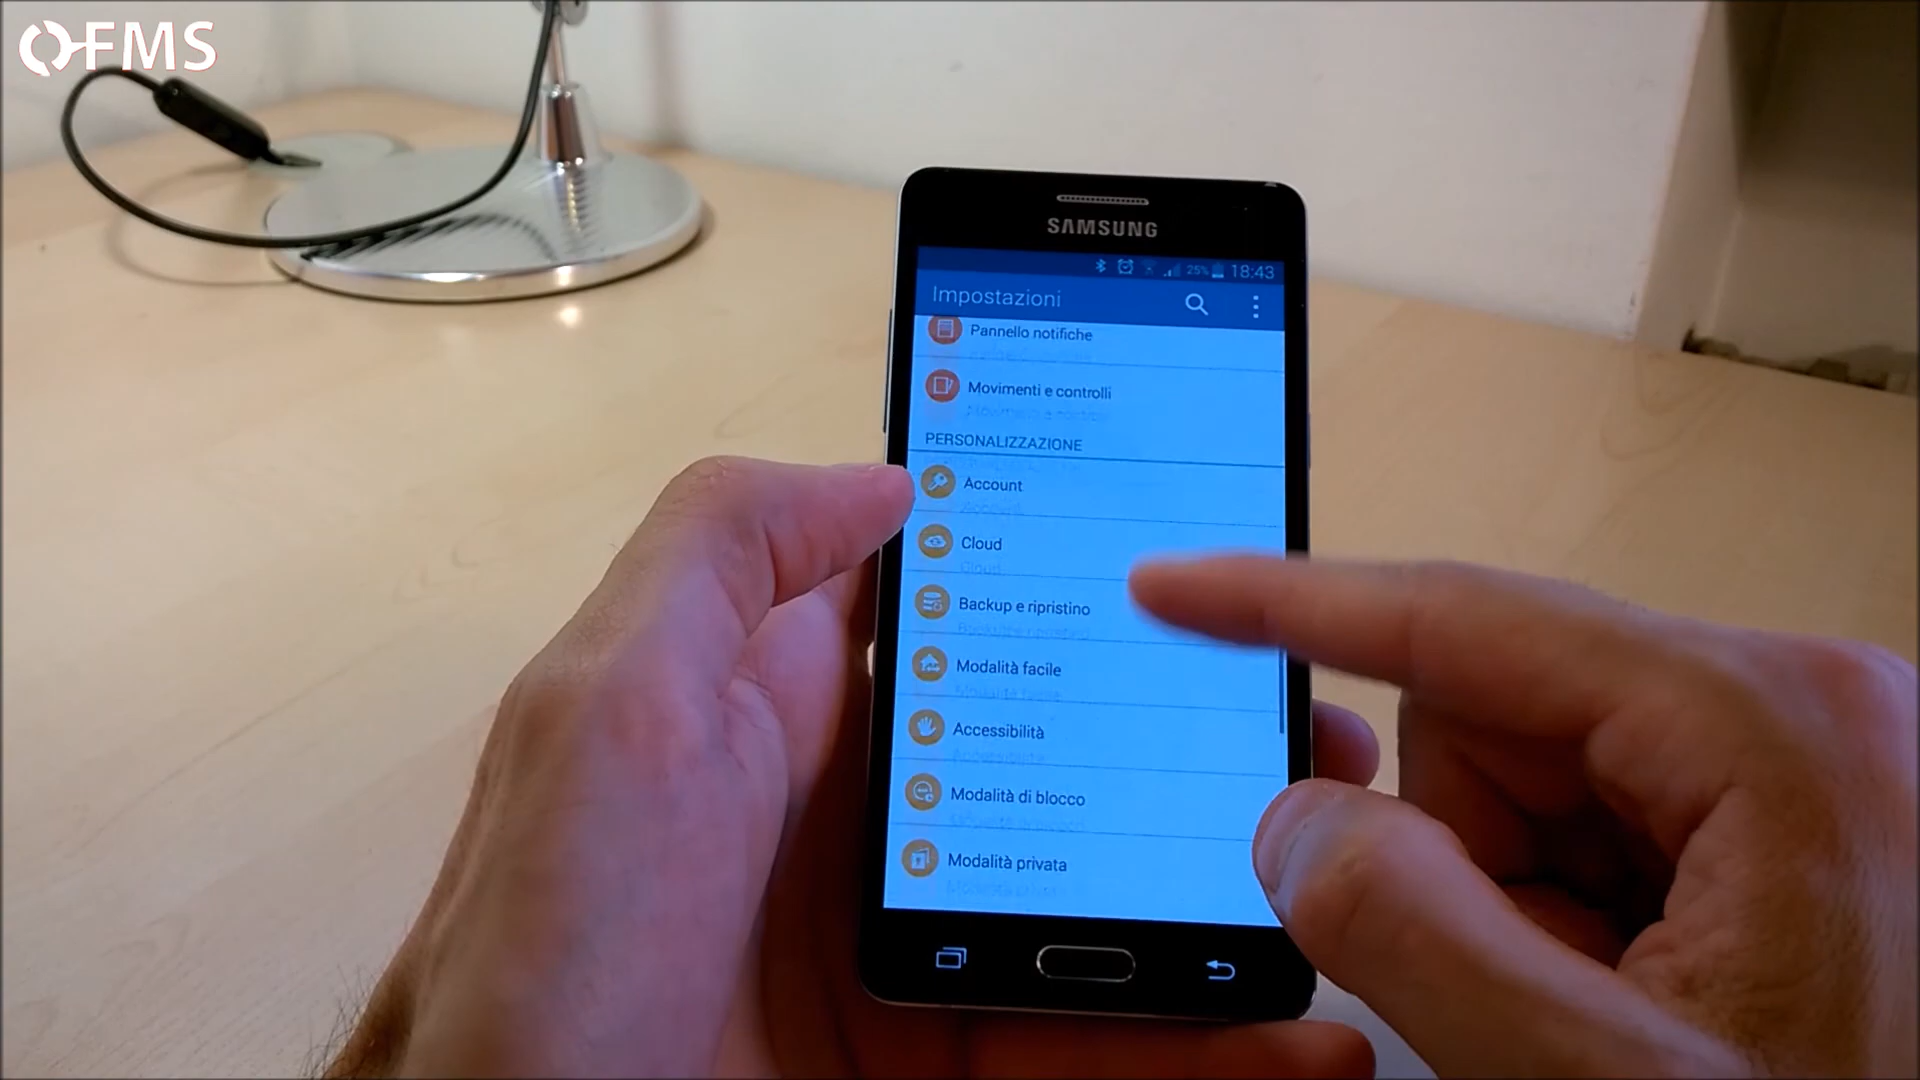 FMS
SAMSUNG
25% 18:43
Impostazioni
Pannello notifiche
Movimenti e controlli
PERSONALIZZAZIONE
Account
Cloud
Backup e ripristino
Modalità facile
Accessibilità
Modalità di blocco
Modalità privata